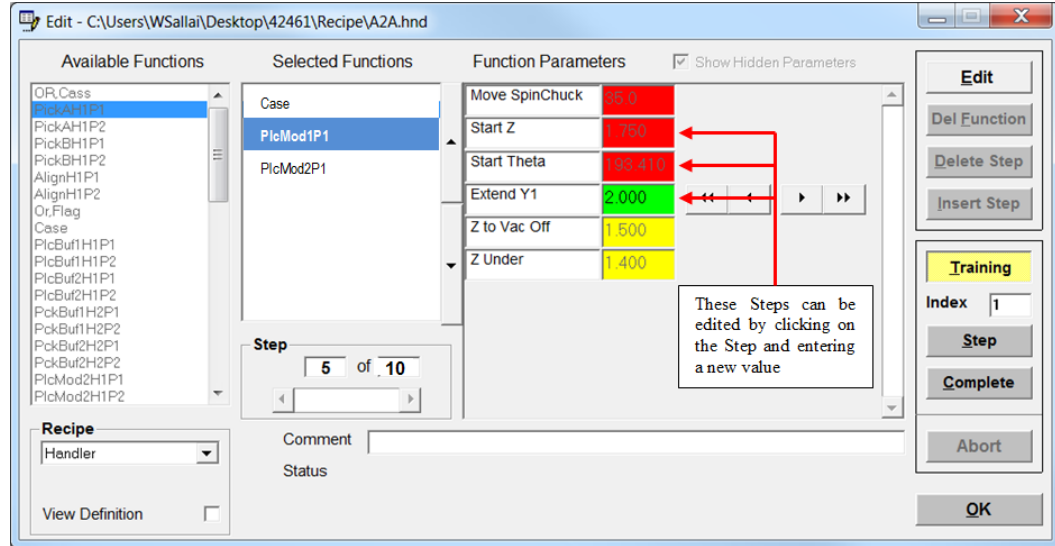 Edit - C:\Users\WSallai\Desktop\42461\Recipe\A2A.hnd
Available Functions
OR,Cass
PickAH1P1
PickAH1P2
PickBH1P1
PickBH1P2
AlignH1P1
AlignH1P2
Or,Flag
Case
PlcBuf1H1P1
PlcBuf1H1P2
PlcBuf2H1P1
PlcBuf2H1P2
PckBuf1H2P1
PckBuf1H2P2
PckBuf2H2P1
PckBuf2H2P2
PlcMod2H1P1
PlcMod2H1P2
Recipe
Handler
View Definition
Selected Functions
Case
PlcMod1P1
PlcMod2P1
Step
5 of 10
Function Parameters
Show Hidden Parameters
Move SpinChuck 35.0
Start Z 1.750
Start Theta 193.410
Extend Y1 2.000
Z to Vac Off 1.500
Z Under 1.400
These Steps can be
edited by clicking on
the Step and entering
a new value
Comment
Status
Edit
Del Function
Delete Step
Insert Step
Training
Index 1
Step
Complete
Abort
OK